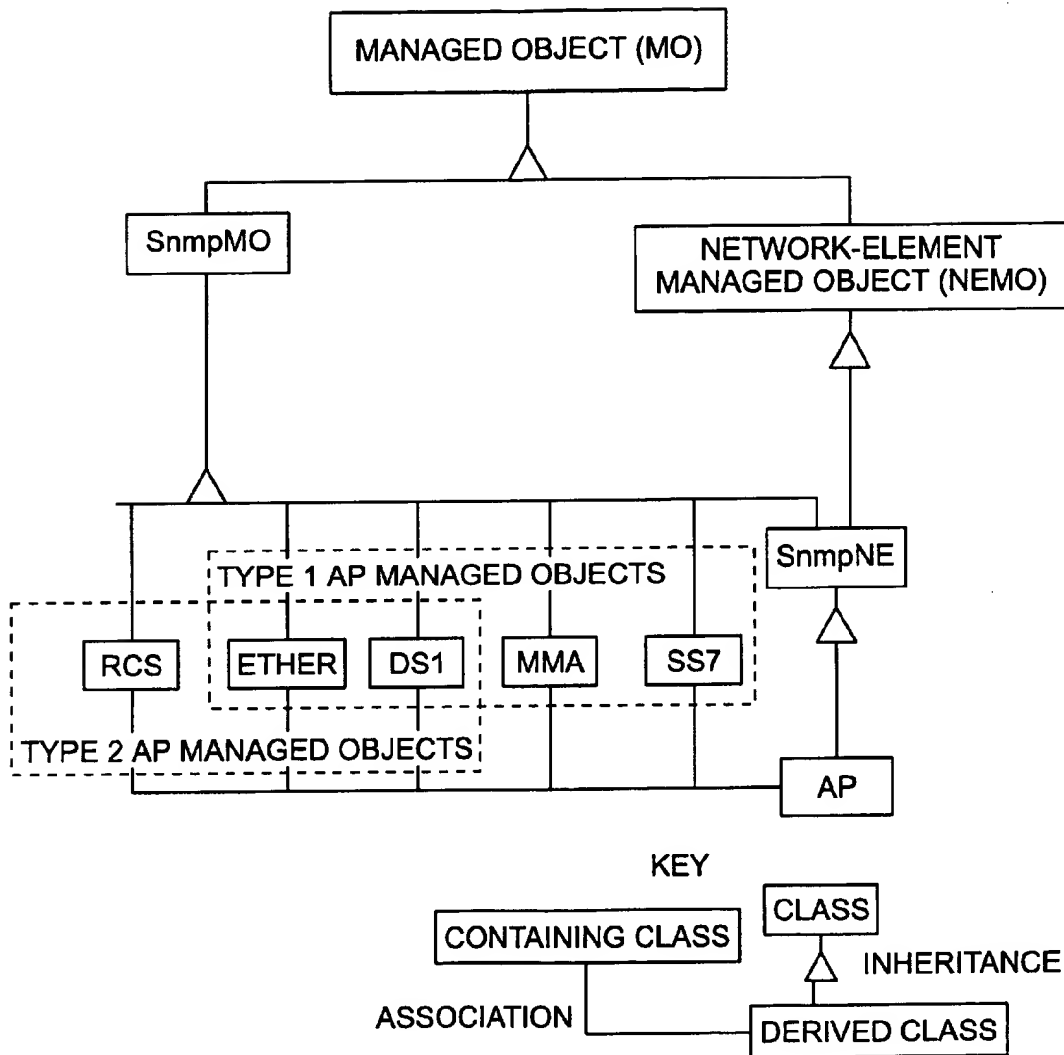 MANAGED OBJECT (MO)
SnmpMO
NETWORK-ELEMENT
MANAGED OBJECT (NEMO)
SnmpNE
TYPE 1 AP MANAGED OBJECTS
RCS
ETHER
DS1
MMA
SS7
TYPE 2 AP MANAGED OBJECTS
AP
KEY
CLASS
CONTAINING CLASS
INHERITANCE
ASSOCIATION
DERIVED CLASS